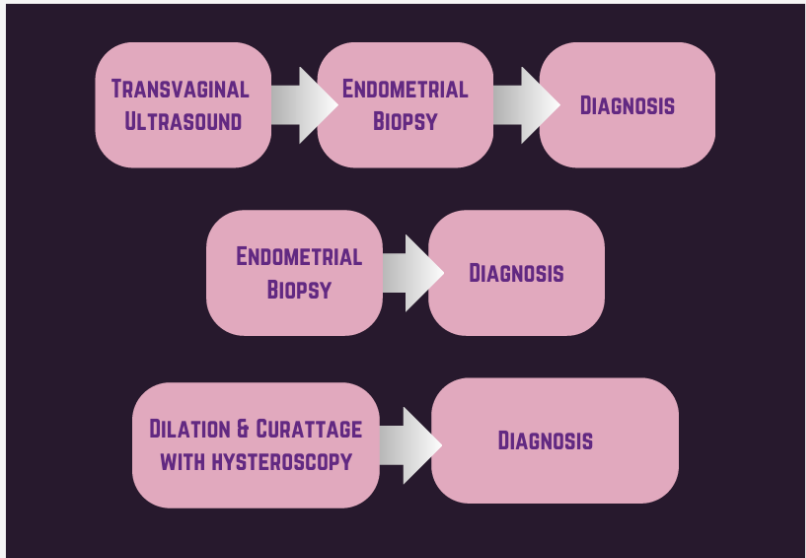 Transvaginal
Ultrasound
Endometrial
Biopsy
Diagnosis
Endometrial
Biopsy
Diagnosis
Dilation & Curattage
with hysteroscopy
Diagnosis